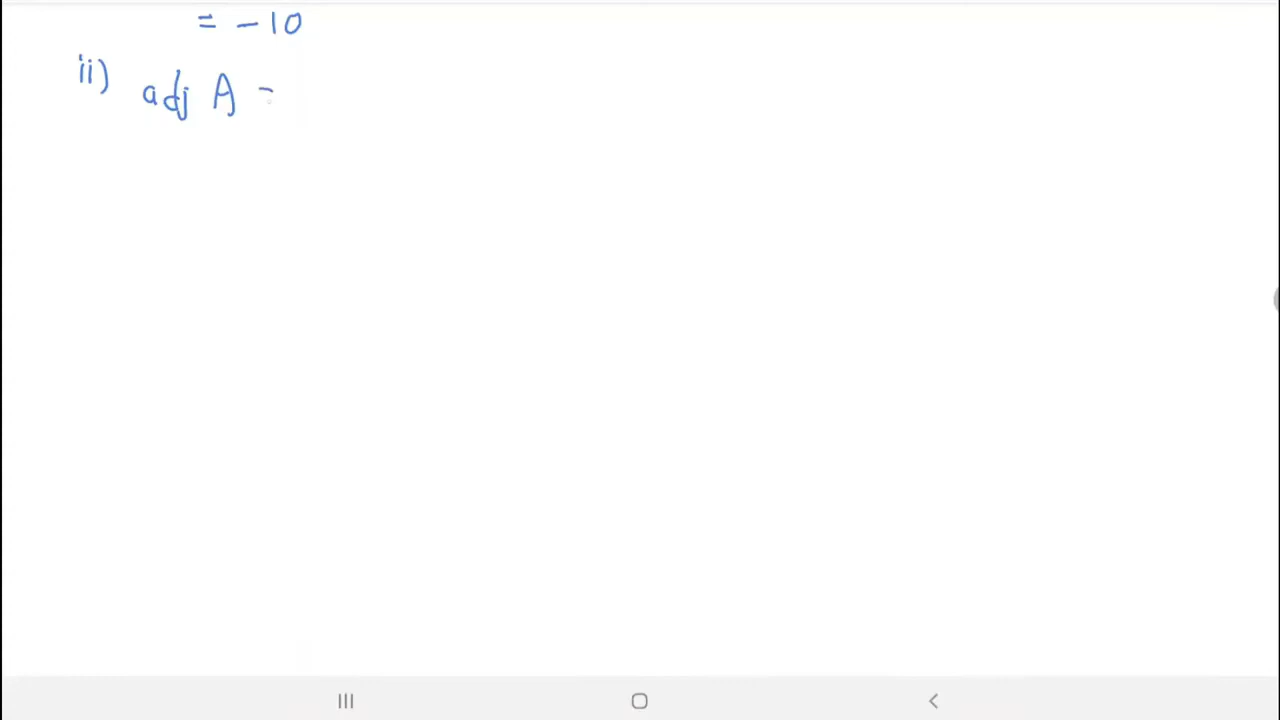 = -10
ii) adj A =